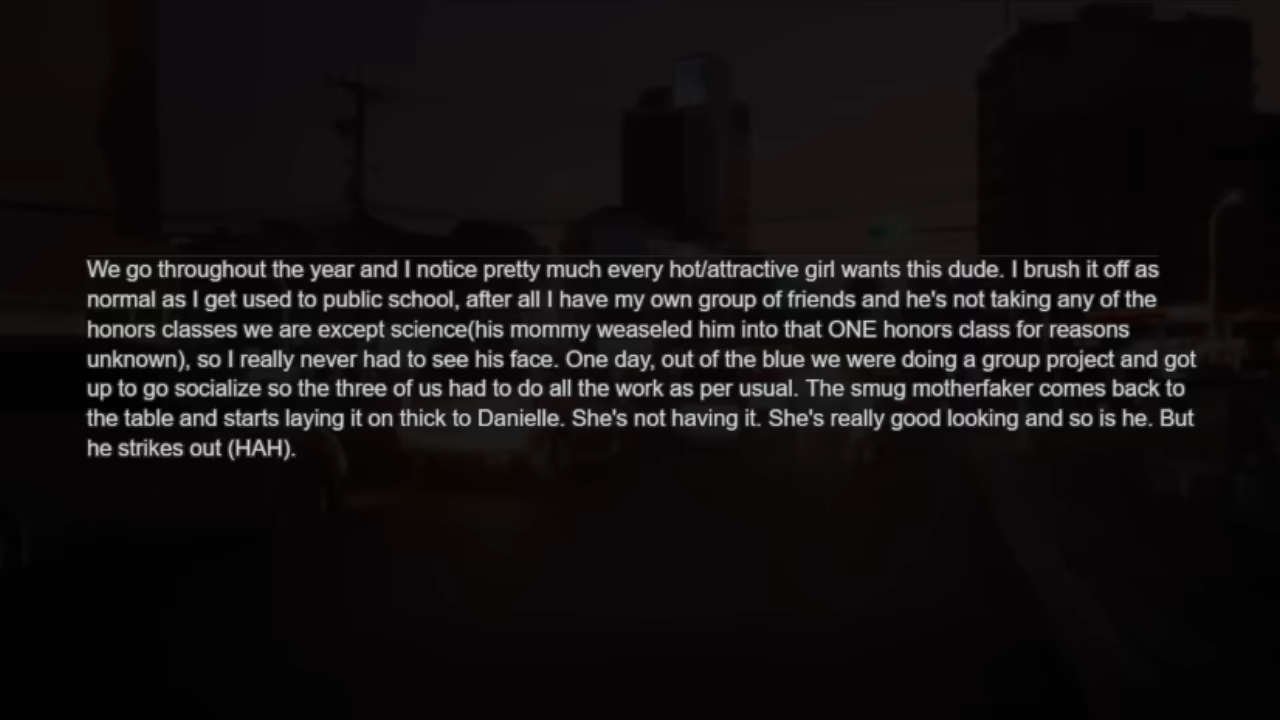 We go throughout the year and I notice pretty much every hot/attractive girl wants this dude. I brush it off as
normal as I get used to public school, after all I have my own group of friends and he's not taking any of the
honors classes we are except science(his mommy weaseled him into that ONE honors class for reasons
unknown), so I really never had to see his face. One day, out of the blue we were doing a group project and got
up to go socialize so the three of us had to do all the work as per usual. The smug motherfaker comes back to
the table and starts laying it on thick to Danielle. She's not having it. She's really good looking and so is he. But
he strikes out (HAH).